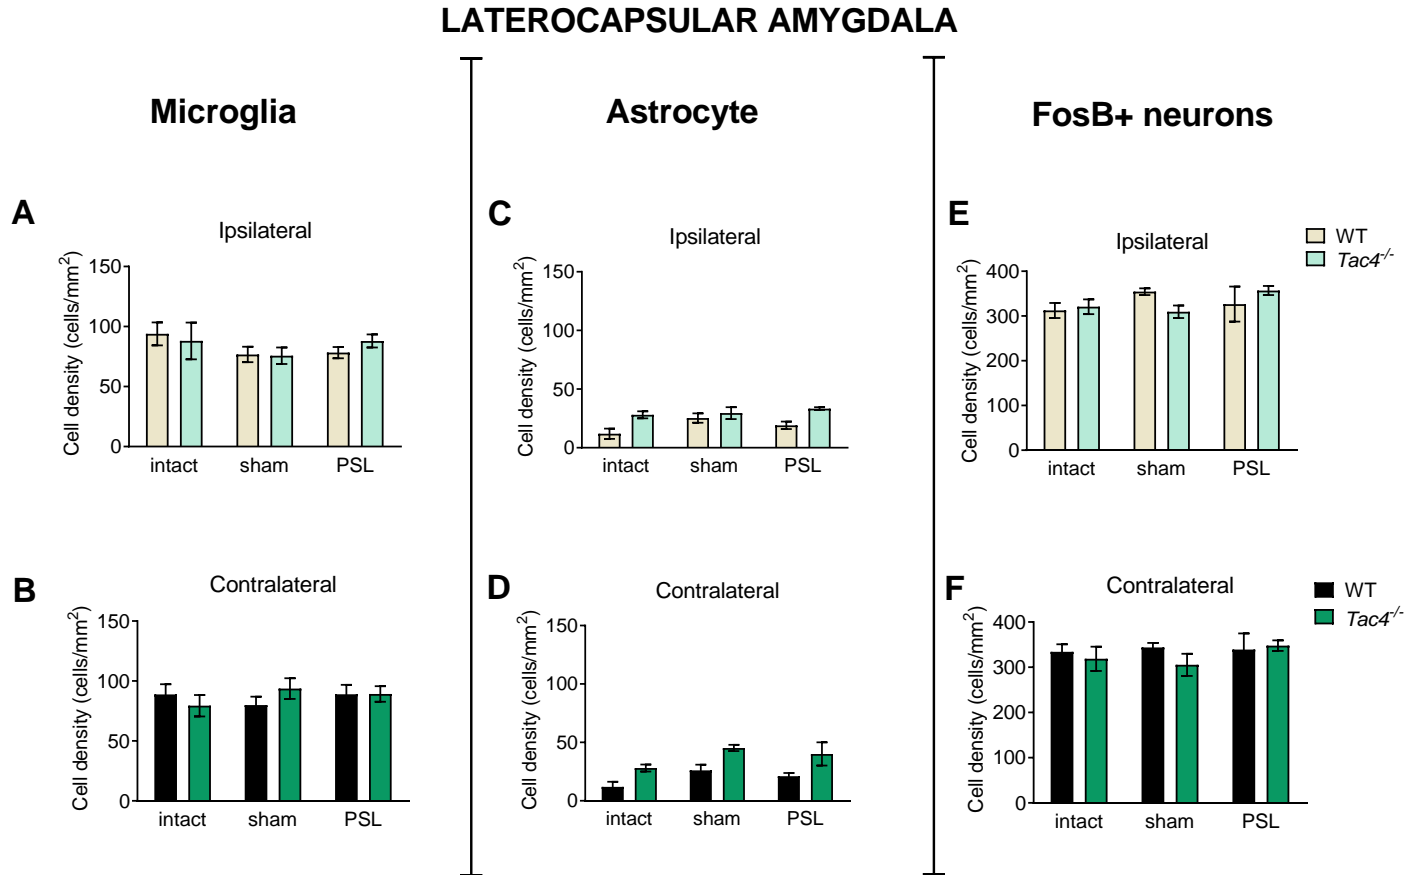 LATEROCAPSULAR AMYGDALA
Microglia
Astrocyte
FosB+ neurons
A
Ipsilateral
Cell density (cells/mm²)
150
100
50
0
intact sham PSL
C
Ipsilateral
Cell density (cells/mm²)
150
100
50
0
intact sham PSL
E
Ipsilateral
Cell density (cells/mm²)
400
300
200
100
0
intact sham PSL
WT
Tac4-/-
B
Contralateral
Cell density (cells/mm²)
150
100
50
0
intact sham PSL
D
Contralateral
Cell density (cells/mm²)
150
100
50
0
intact sham PSL
F
Contralateral
Cell density (cells/mm²)
400
300
200
100
0
intact sham PSL
WT
Tac4-/-